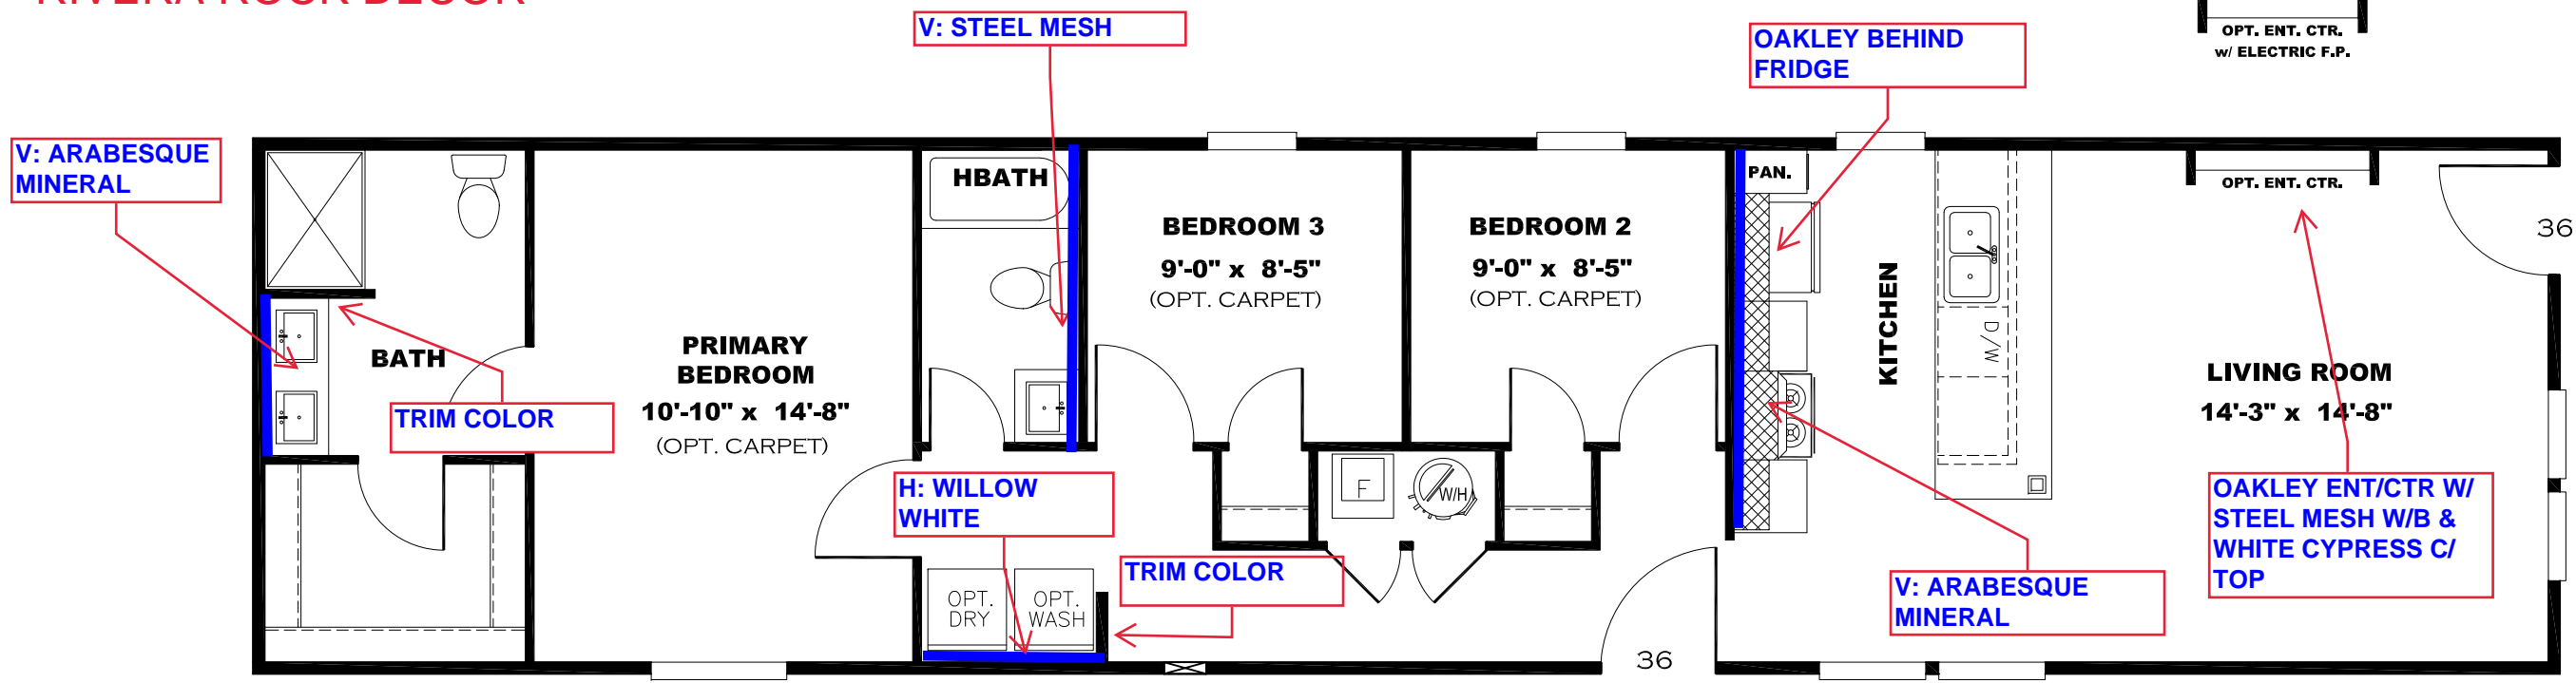 V: STEEL MESH
OAKLEY BEHIND
FRIDGE
OPT. ENT. CTR.
w/ ELECTRIC F.P.
V: ARABESQUE
MINERAL
HBATH
PAN.
OPT. ENT. CTR.
BEDROOM 3
9'-0" x 8'-5"
(OPT. CARPET)
BEDROOM 2
9'-0" x 8'-5"
(OPT. CARPET)
36
KITCHEN
D/W
BATH
PRIMARY
BEDROOM
10'-10" x 14'-8"
(OPT. CARPET)
LIVING ROOM
14'-3" x 14'-8"
TRIM COLOR
H: WILLOW
WHITE
F
W/H
OAKLEY ENT/CTR W/
STEEL MESH W/B &
WHITE CYPRESS C/
TOP
TRIM COLOR
V: ARABESQUE
MINERAL
OPT.
DRY
OPT.
WASH
36